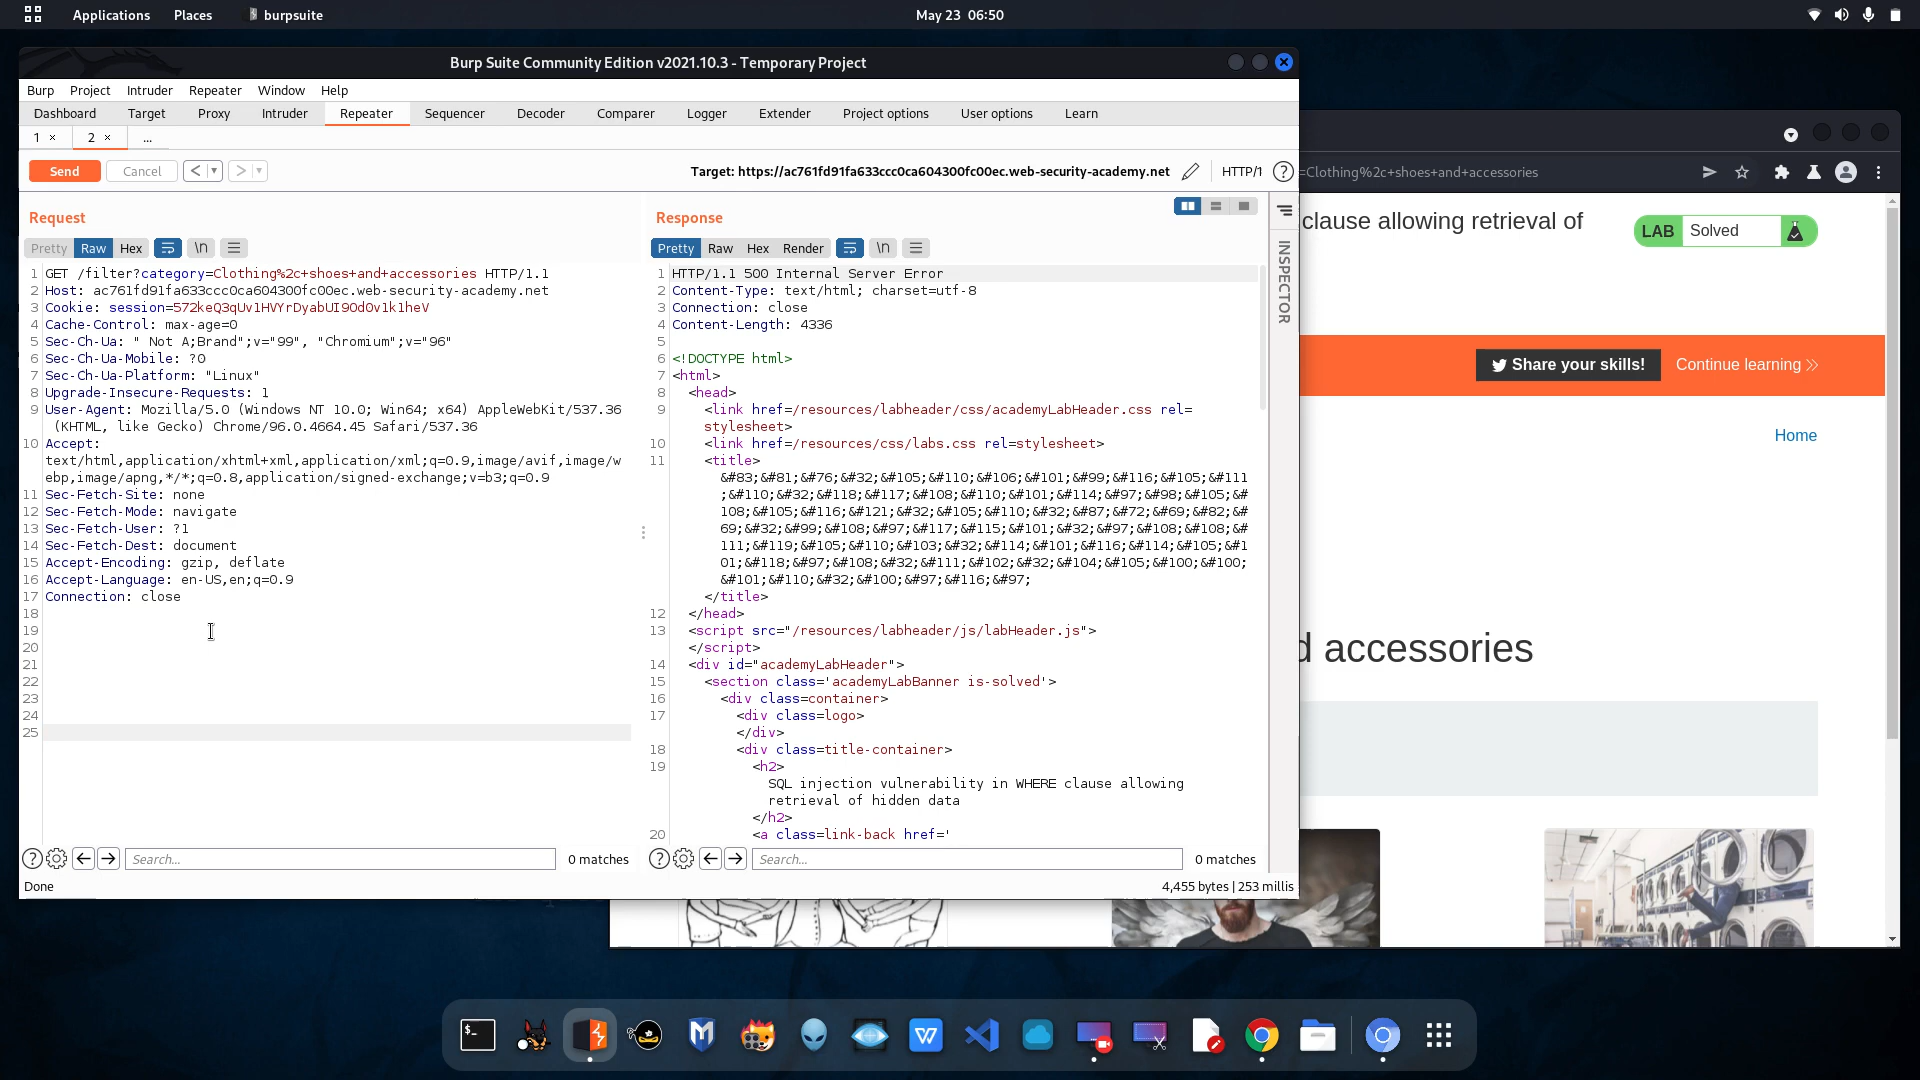 Applications Places burpsuite May 23 06:50
Burp Suite Community Edition v2021.10.3 - Temporary Project
Burp Project Intruder Repeater Window Help
Dashboard Target Proxy Intruder Repeater Sequencer Decoder Comparer Logger Extender Project options User options Learn
1 × 2 × ...
Send Cancel < > Target: https://ac761fd91fa633ccc0ca604300fc00ec.web-security-academy.net HTTP/1 ?
Request
Pretty Raw Hex \n
1 GET /filter?category=Clothing%2c+shoes+and+accessories HTTP/1.1
2 Host: ac761fd91fa633ccc0ca604300fc00ec.web-security-academy.net
3 Cookie: session=572keQ3qUv1HVYrDyabUI9Od0v1k1heV
4 Cache-Control: max-age=0
5 Sec-Ch-Ua: " Not A;Brand";v="99", "Chromium";v="96"
6 Sec-Ch-Ua-Mobile: ?0
7 Sec-Ch-Ua-Platform: "Linux"
8 Upgrade-Insecure-Requests: 1
9 User-Agent: Mozilla/5.0 (Windows NT 10.0; Win64; x64) AppleWebKit/537.36
(KHTML, like Gecko) Chrome/96.0.4664.45 Safari/537.36
10 Accept:
text/html,application/xhtml+xml,application/xml;q=0.9,image/avif,image/w
ebp,image/apng,*/*;q=0.8,application/signed-exchange;v=b3;q=0.9
11 Sec-Fetch-Site: none
12 Sec-Fetch-Mode: navigate
13 Sec-Fetch-User: ?1
14 Sec-Fetch-Dest: document
15 Accept-Encoding: gzip, deflate
16 Accept-Language: en-US,en;q=0.9
17 Connection: close
18
19
20
21
22
23
24
25
? Search... 0 matches
Done
Response
Pretty Raw Hex Render \n
1 HTTP/1.1 500 Internal Server Error
2 Content-Type: text/html; charset=utf-8
3 Connection: close
4 Content-Length: 4336
5
6 <!DOCTYPE html>
7 <html>
8 <head>
9 <link href=/resources/labheader/css/academyLabHeader.css rel=
stylesheet>
10 <link href=/resources/css/labs.css rel=stylesheet>
11 <title>
&#83;&#81;&#76;&#32;&#105;&#110;&#106;&#101;&#99;&#116;&#105;&#111
;&#110;&#32;&#118;&#117;&#108;&#110;&#101;&#114;&#97;&#98;&#105;&#
108;&#105;&#116;&#121;&#32;&#105;&#110;&#32;&#87;&#72;&#69;&#82;&#
69;&#32;&#99;&#108;&#97;&#117;&#115;&#101;&#32;&#97;&#108;&#108;&#
111;&#119;&#105;&#110;&#103;&#32;&#114;&#101;&#116;&#114;&#105;&#1
01;&#118;&#97;&#108;&#32;&#111;&#102;&#32;&#104;&#105;&#100;&#100;
&#101;&#110;&#32;&#100;&#97;&#116;&#97;
</title>
12 </head>
13 <script src="/resources/labheader/js/labHeader.js">
</script>
14 <div id="academyLabHeader">
15 <section class='academyLabBanner is-solved'>
16 <div class=container>
17 <div class=logo>
</div>
18 <div class=title-container>
19 <h2>
SQL injection vulnerability in WHERE clause allowing
retrieval of hidden data
</h2>
20 <a class=link-back href='
? Search... 0 matches
4,455 bytes | 253 millis
INSPECTOR
=Clothing%2c+shoes+and+accessories
clause allowing retrieval of
LAB Solved
Share your skills! Continue learning
Home
d accessories
$_
W